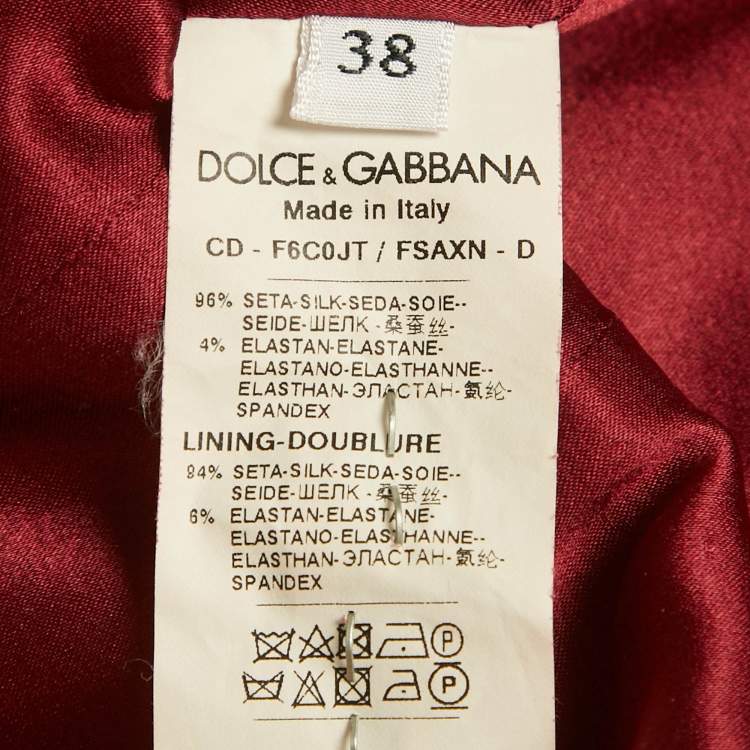 38
DOLCE & GABBANA
Made in Italy
CD - F6C0JT / FSAXN - D
96% SETA-SILK-SEDA-SOIE--
SEIDE-ШЕЛК -桑蚕丝-
4% ELASTAN-ELASTANE-
ELASTANO-ELASTHANNE--
ELASTHAN-ЭЛАСТАН-氨纶-
SPANDEX
LINING-DOUBLURE
94% SETA-SILK-SEDA-SOIE--
SEIDE-ШЕЛК -桑蚕丝-
6% ELASTAN-ELASTANE-
ELASTANO-ELASTHANNE--
ELASTHAN-ЭЛАСТАН-氨纶-
SPANDEX
P
P